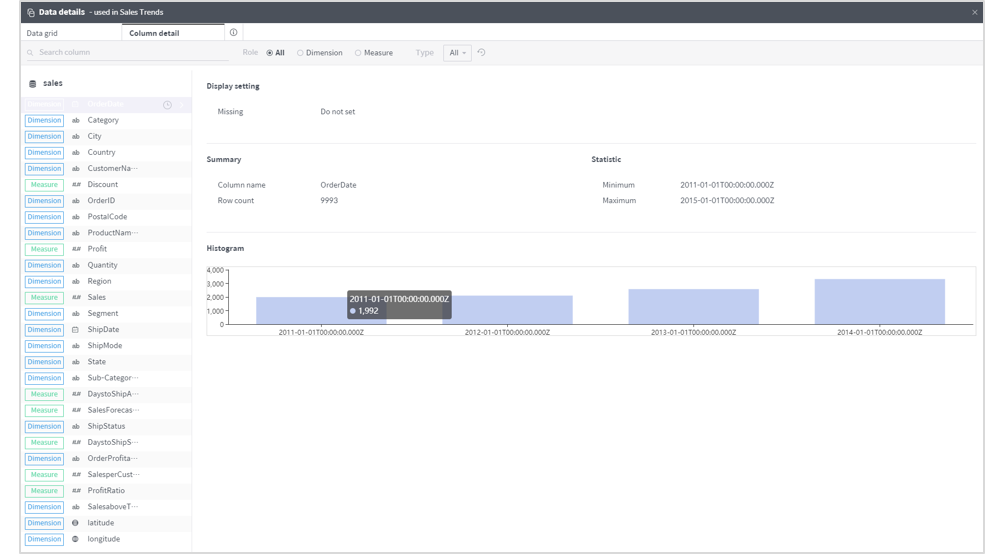 Data details - used in Sales Trends
Data grid
Column detail
Search column
Role All Dimension Measure Type All
sales
Dimension OrderDate
Dimension ab Category
Dimension ab City
Dimension ab Country
Dimension ab CustomerNa···
Measure ## Discount
Dimension ab OrderID
Dimension ab PostalCode
Dimension ab ProductNam···
Measure ## Profit
Dimension ab Quantity
Dimension ab Region
Measure ## Sales
Dimension ab Segment
Dimension ShipDate
Dimension ab ShipMode
Dimension ab State
Dimension ab Sub-Categor···
Measure ## DaystoShipA···
Measure ## SalesForecas···
Dimension ab ShipStatus
Measure ## DaystoShipS···
Dimension ab OrderProfita···
Measure ## SalesperCust···
Measure ## ProfitRatio
Dimension ab SalesaboveT···
Dimension latitude
Dimension longitude
Display setting
Missing Do not set
Summary
Column name OrderDate
Row count 9993
Statistic
Minimum 2011-01-01T00:00:00.000Z
Maximum 2015-01-01T00:00:00.000Z
Histogram
4,000
3,000
2,000
1,000
0
2011-01-01T00:00:00.000Z
1,992
2011-01-01T00:00:00.000Z
2012-01-01T00:00:00.000Z
2013-01-01T00:00:00.000Z
2014-01-01T00:00:00.000Z